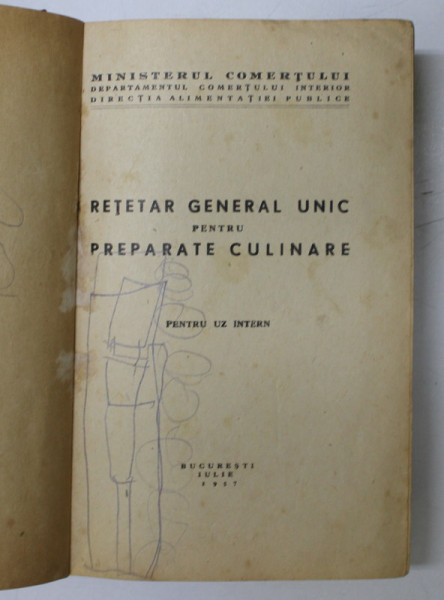 MINISTERUL COMERȚULUI
DEPARTAMENTUL COMERȚULUI INTERIOR
DIRECȚIA ALIMENTAȚIEI PUBLICE
REȚETAR GENERAL UNIC
PENTRU
PREPARATE CULINARE
PENTRU UZ INTERN
BUCUREȘTI
IULIE
1957